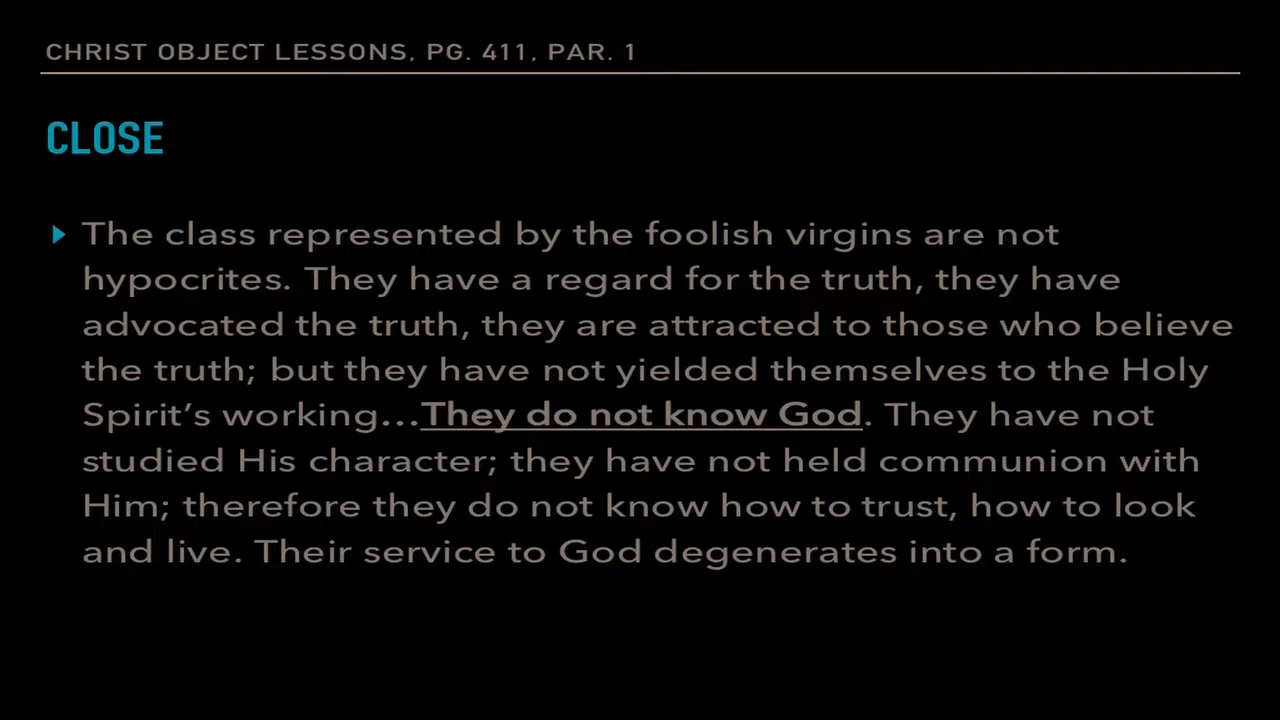 CHRIST OBJECT LESSONS, PG. 411, PAR. 1
CLOSE
The class represented by the foolish virgins are not
hypocrites. They have a regard for the truth, they have
advocated the truth, they are attracted to those who believe
the truth; but they have not yielded themselves to the Holy
Spirit’s working…They do not know God. They have not
studied His character; they have not held communion with
Him; therefore they do not know how to trust, how to look
and live. Their service to God degenerates into a form.